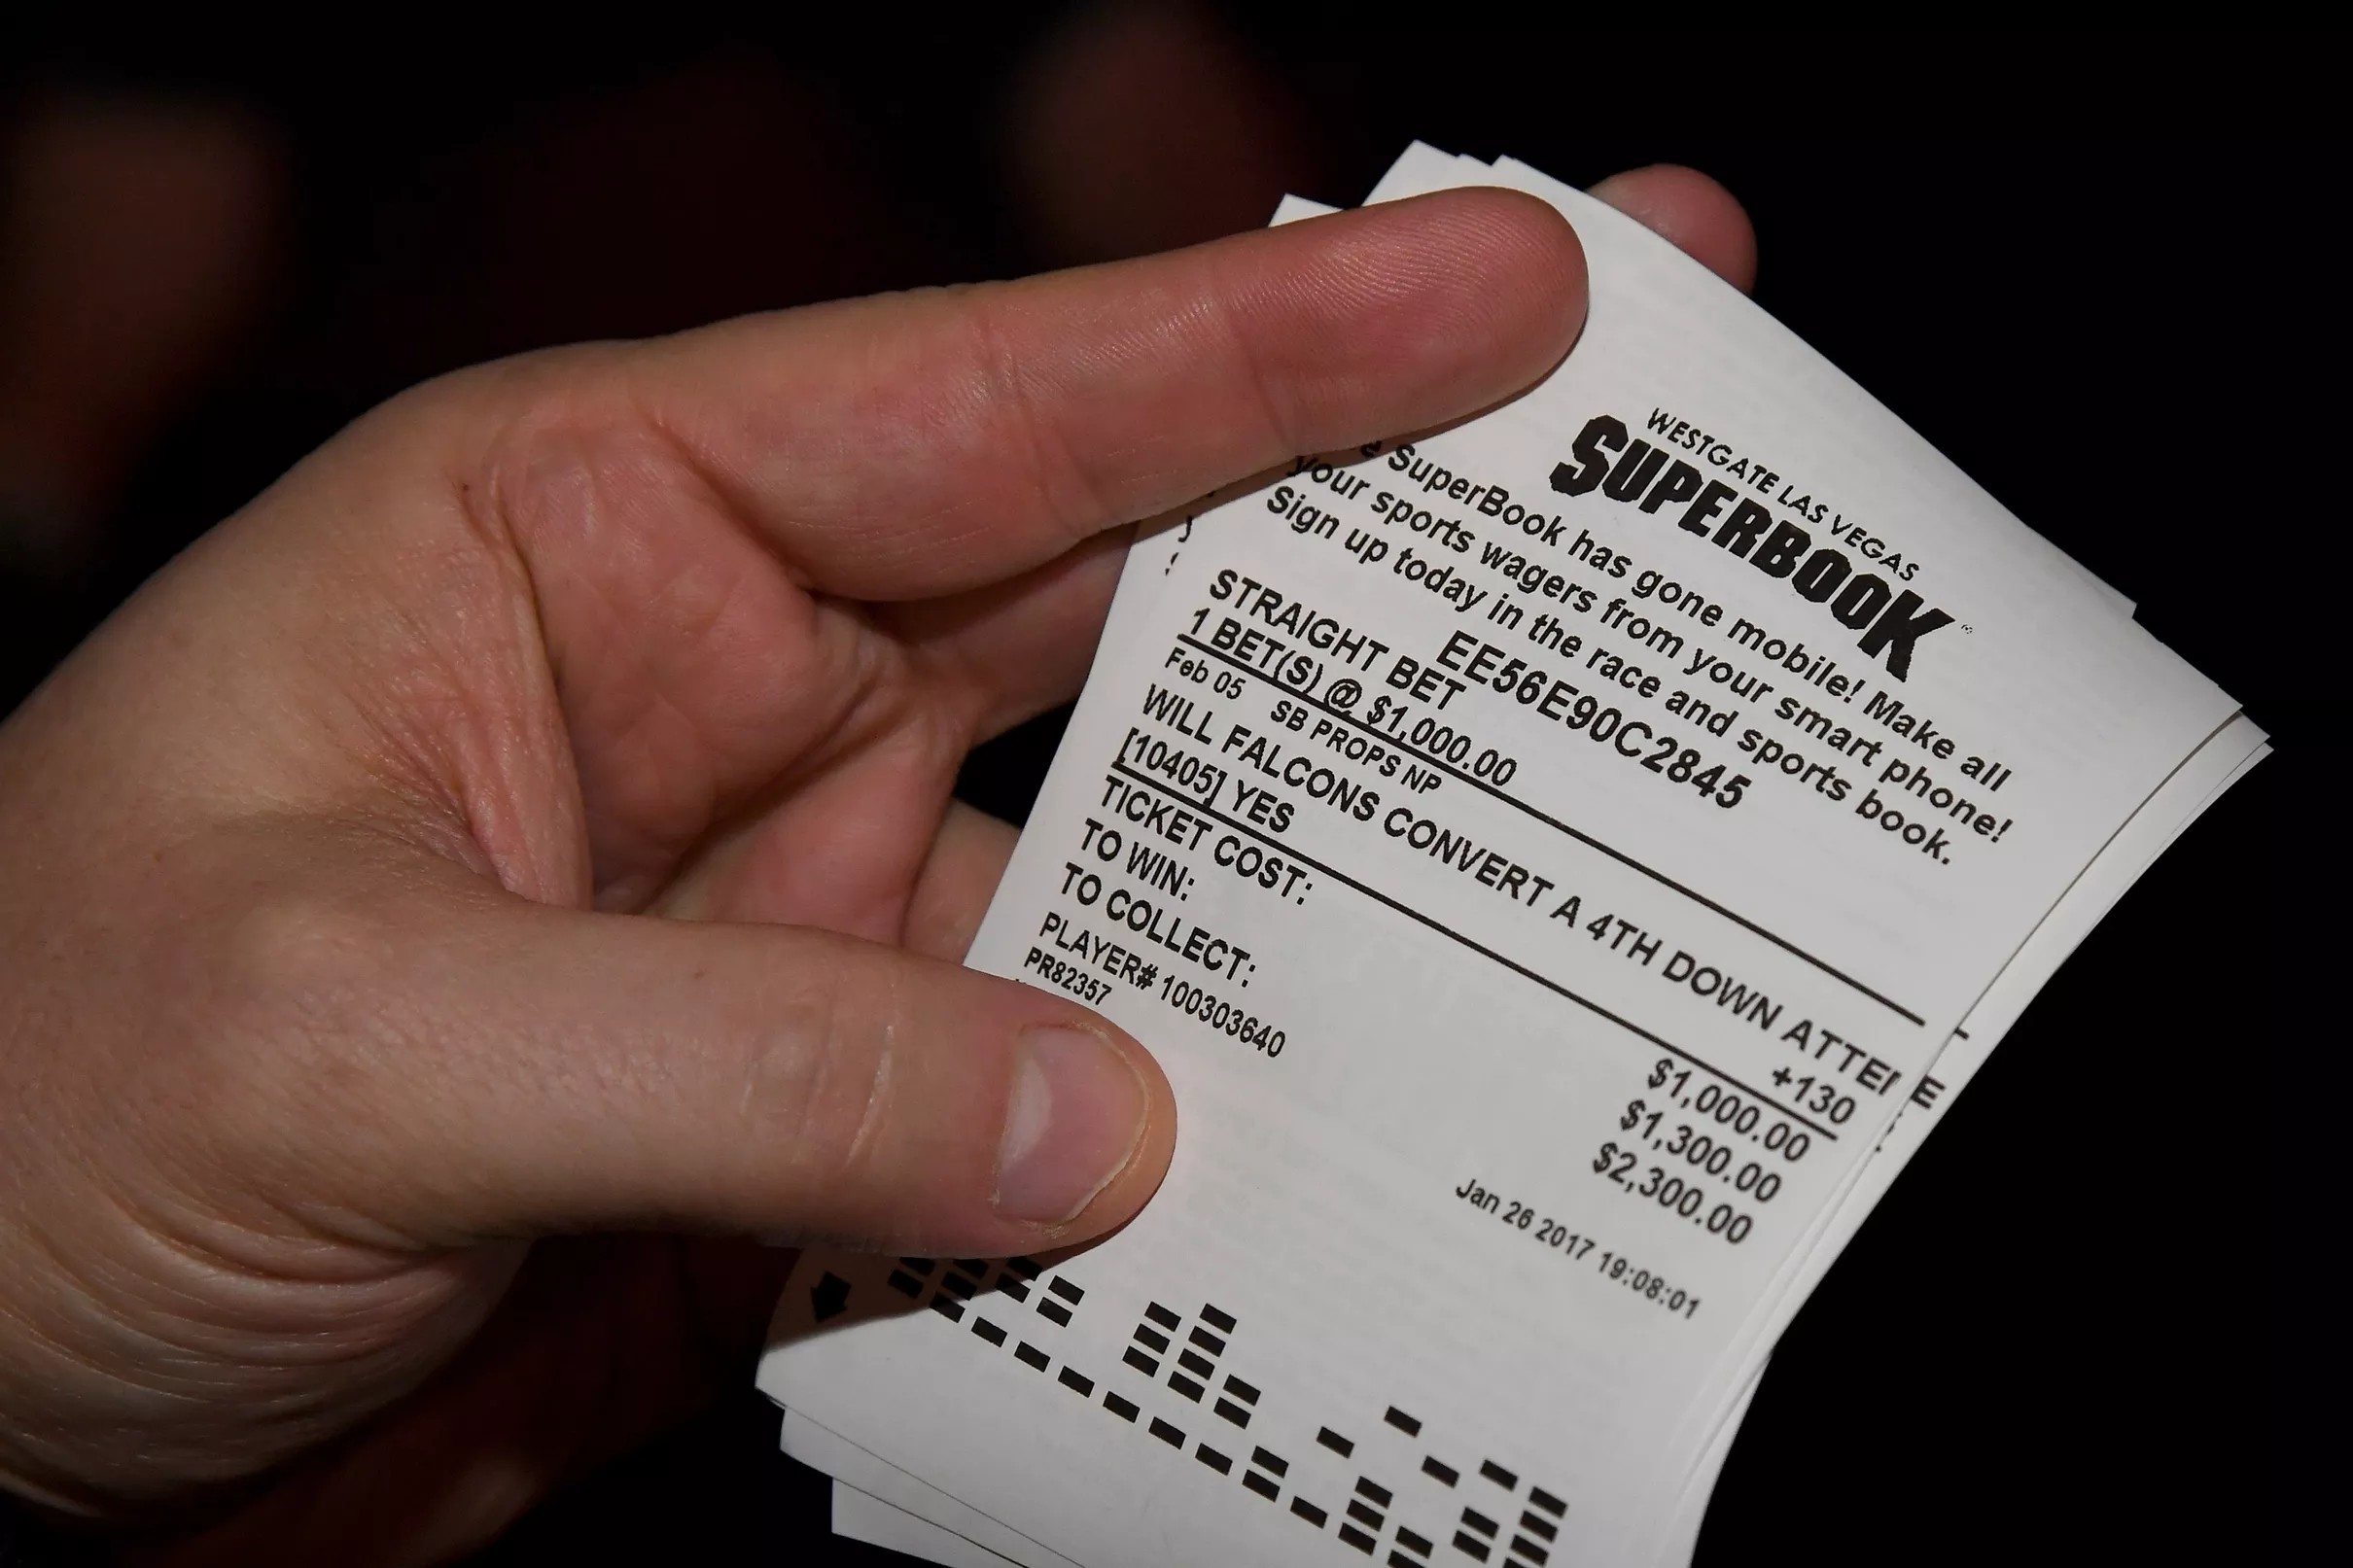 WESTGATE LAS VEGAS
SUPERBOOK
SuperBook has gone mobile! Make all
your sports wagers from your smart phone!
Sign up today in the race and sports book.
EE56E90C2845
STRAIGHT BET
1 BET(S) @ $1,000.00
Feb 05 SB PROPS NP
WILL FALCONS CONVERT A 4TH DOWN
[10405] YES +130
TICKET COST: $1,000.00
TO WIN: $1,300.00
TO COLLECT: $2,300.00
PLAYER# 100303640
PR82357 Jan 26 2017 19:08:01